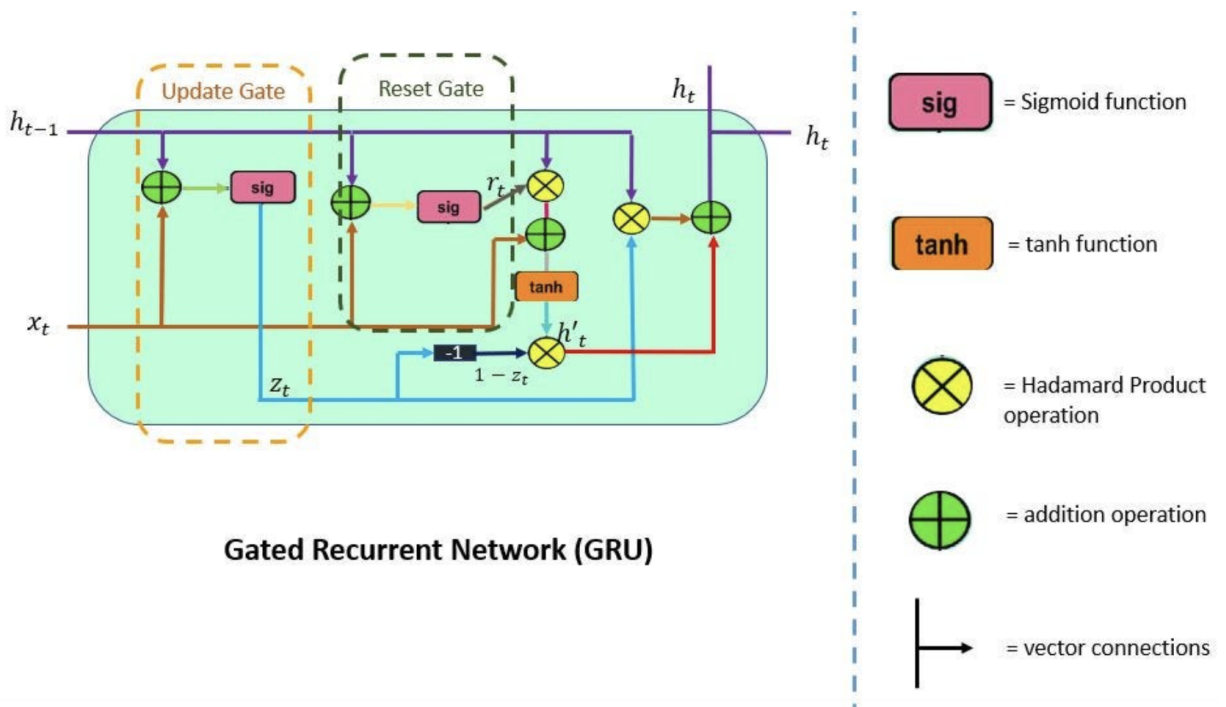 Update Gate
Reset Gate
h_t
h_{t-1}
h_t
sig
sig
r_t
tanh
x_t
h'_t
-1
1 − z_t
z_t
Gated Recurrent Network (GRU)
sig = Sigmoid function
tanh = tanh function
= Hadamard Product
operation
= addition operation
= vector connections